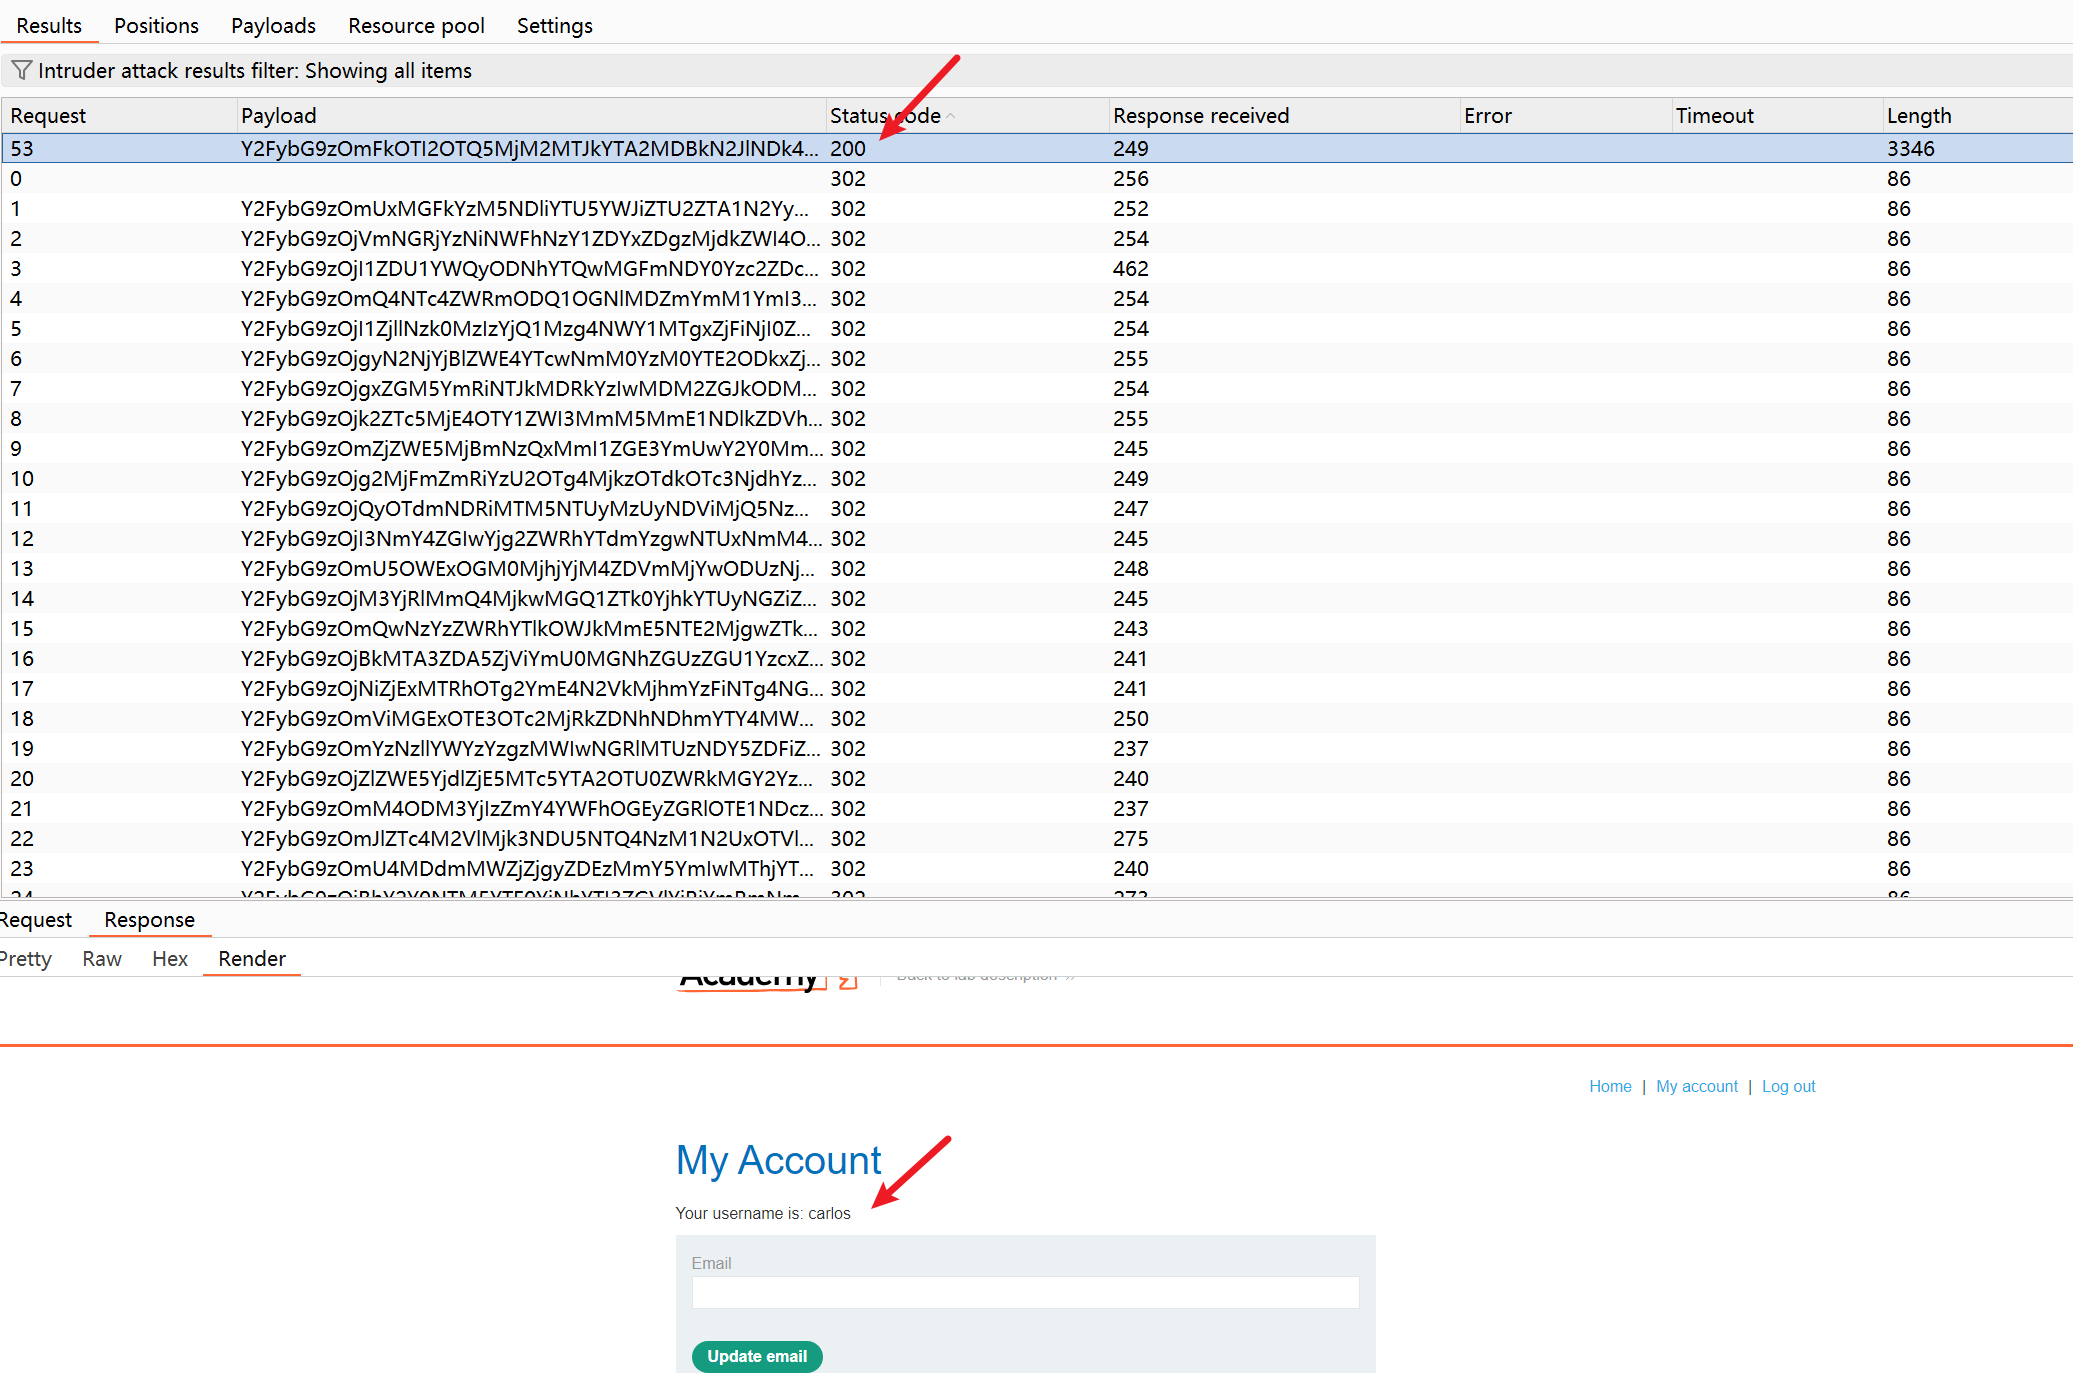 Results Positions Payloads Resource pool Settings
Intruder attack results filter: Showing all items
Request Payload Status code Response received Error Timeout Length
53 Y2FybG9zOmFkOTI2OTQ5MjM2MTJkYTA2MDBkN2JlNDk4... 200 249 3346
0 302 256 86
1 Y2FybG9zOmUxMGFkYzM5NDliYTU5YWJiZTU2ZTA1N2Yy... 302 252 86
2 Y2FybG9zOjVmNGRjYzNiNWFhNzY1ZDYxZDgzMjdkZWI4O... 302 254 86
3 Y2FybG9zOjI1ZDU1YWQyODNhYTQwMGFmNDY0Yzc2ZDc... 302 462 86
4 Y2FybG9zOmQ4NTc4ZWRmODQ1OGNlMDZmYmM1YmI3... 302 254 86
5 Y2FybG9zOjI1ZjllNzk0MzIzYjQ1Mzg4NWY1MTgxZjFiNjI0Z... 302 254 86
6 Y2FybG9zOjgyN2NjYjBlZWE4YTcwNmM0YzM0YTE2ODkxZj... 302 255 86
7 Y2FybG9zOjgxZGM5YmRiNTJkMDRkYzIwMDM2ZGJkODM... 302 254 86
8 Y2FybG9zOjk2ZTc5MjE4OTY1ZWI3MmM5MmE1NDlkZDVh... 302 255 86
9 Y2FybG9zOmZjZWE5MjBmNzQxMmI1ZGE3YmUwY2Y0Mm... 302 245 86
10 Y2FybG9zOjg2MjFmZmRiYzU2OTg4MjkzOTdkOTc3NjdhYz... 302 249 86
11 Y2FybG9zOjQyOTdmNDRiMTM5NTUyMzUyNDViMjQ5Nz... 302 247 86
12 Y2FybG9zOjI3NmY4ZGIwYjg2ZWRhYTdmYzgwNTUxNmM4... 302 245 86
13 Y2FybG9zOmU5OWExOGM0MjhjYjM4ZDVmMjYwODUzNj... 302 248 86
14 Y2FybG9zOjM3YjRlMmQ4MjkwMGQ1ZTk0YjhkYTUyNGZiZ... 302 245 86
15 Y2FybG9zOmQwNzYzZWRhYTlkOWJkMmE5NTE2MjgwZTk... 302 243 86
16 Y2FybG9zOjBkMTA3ZDA5ZjViYmU0MGNhZGUzZGU1YzcxZ... 302 241 86
17 Y2FybG9zOjNiZjExMTRhOTg2YmE4N2VkMjhmYzFiNTg4NG... 302 241 86
18 Y2FybG9zOmViMGExOTE3OTc2MjRkZDNhNDhmYTY4MW... 302 250 86
19 Y2FybG9zOmYzNzllYWYzYzgzMWIwNGRlMTUzNDY5ZDFiZ... 302 237 86
20 Y2FybG9zOjZlZWE5YjdlZjE5MTc5YTA2OTU0ZWRkMGY2Yz... 302 240 86
21 Y2FybG9zOmM4ODM3YjIzZmY4YWFhOGEyZGRlOTE1NDcz... 302 237 86
22 Y2FybG9zOmJlZTc4M2VlMjk3NDU5NTQ4NzM1N2UxOTVl... 302 275 86
23 Y2FybG9zOmU4MDdmMWZjZjgyZDEzMmY5YmIwMThjYT... 302 240 86
Request Response
Pretty Raw Hex Render
Academy Back to lab description
Home | My account | Log out
My Account
Your username is: carlos
Email
Update email